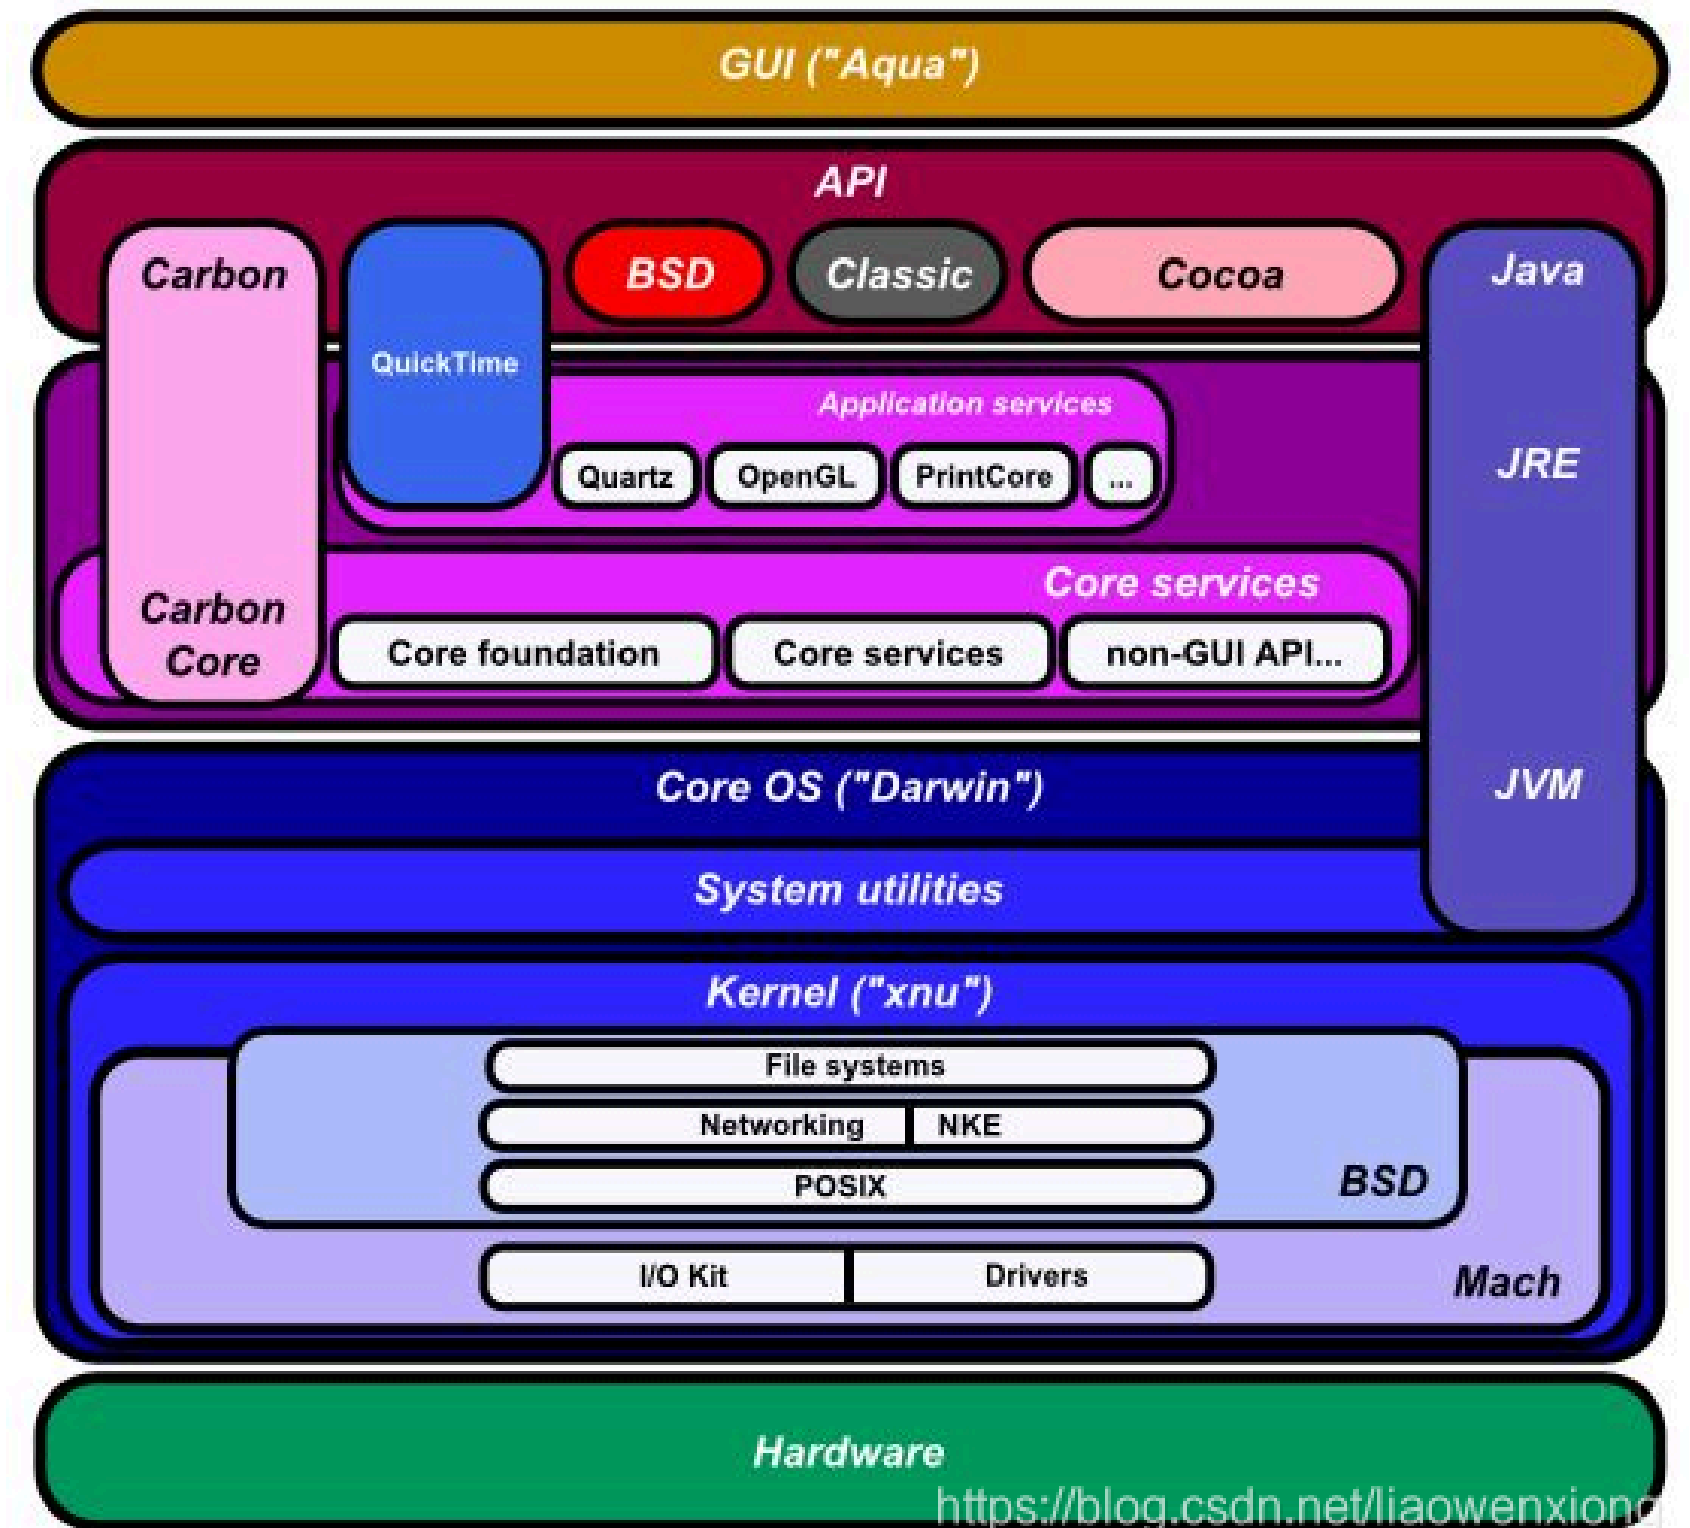 GUI ("Aqua")
API
Carbon
QuickTime
BSD
Classic
Cocoa
Java
Application services
Quartz
OpenGL
PrintCore
...
JRE
Core services
Carbon
Core
Core foundation
Core services
non-GUI API...
Core OS ("Darwin")
JVM
System utilities
Kernel ("xnu")
File systems
Networking
NKE
POSIX
BSD
I/O Kit
Drivers
Mach
Hardware
https://blog.csdn.net/liaowenxiong